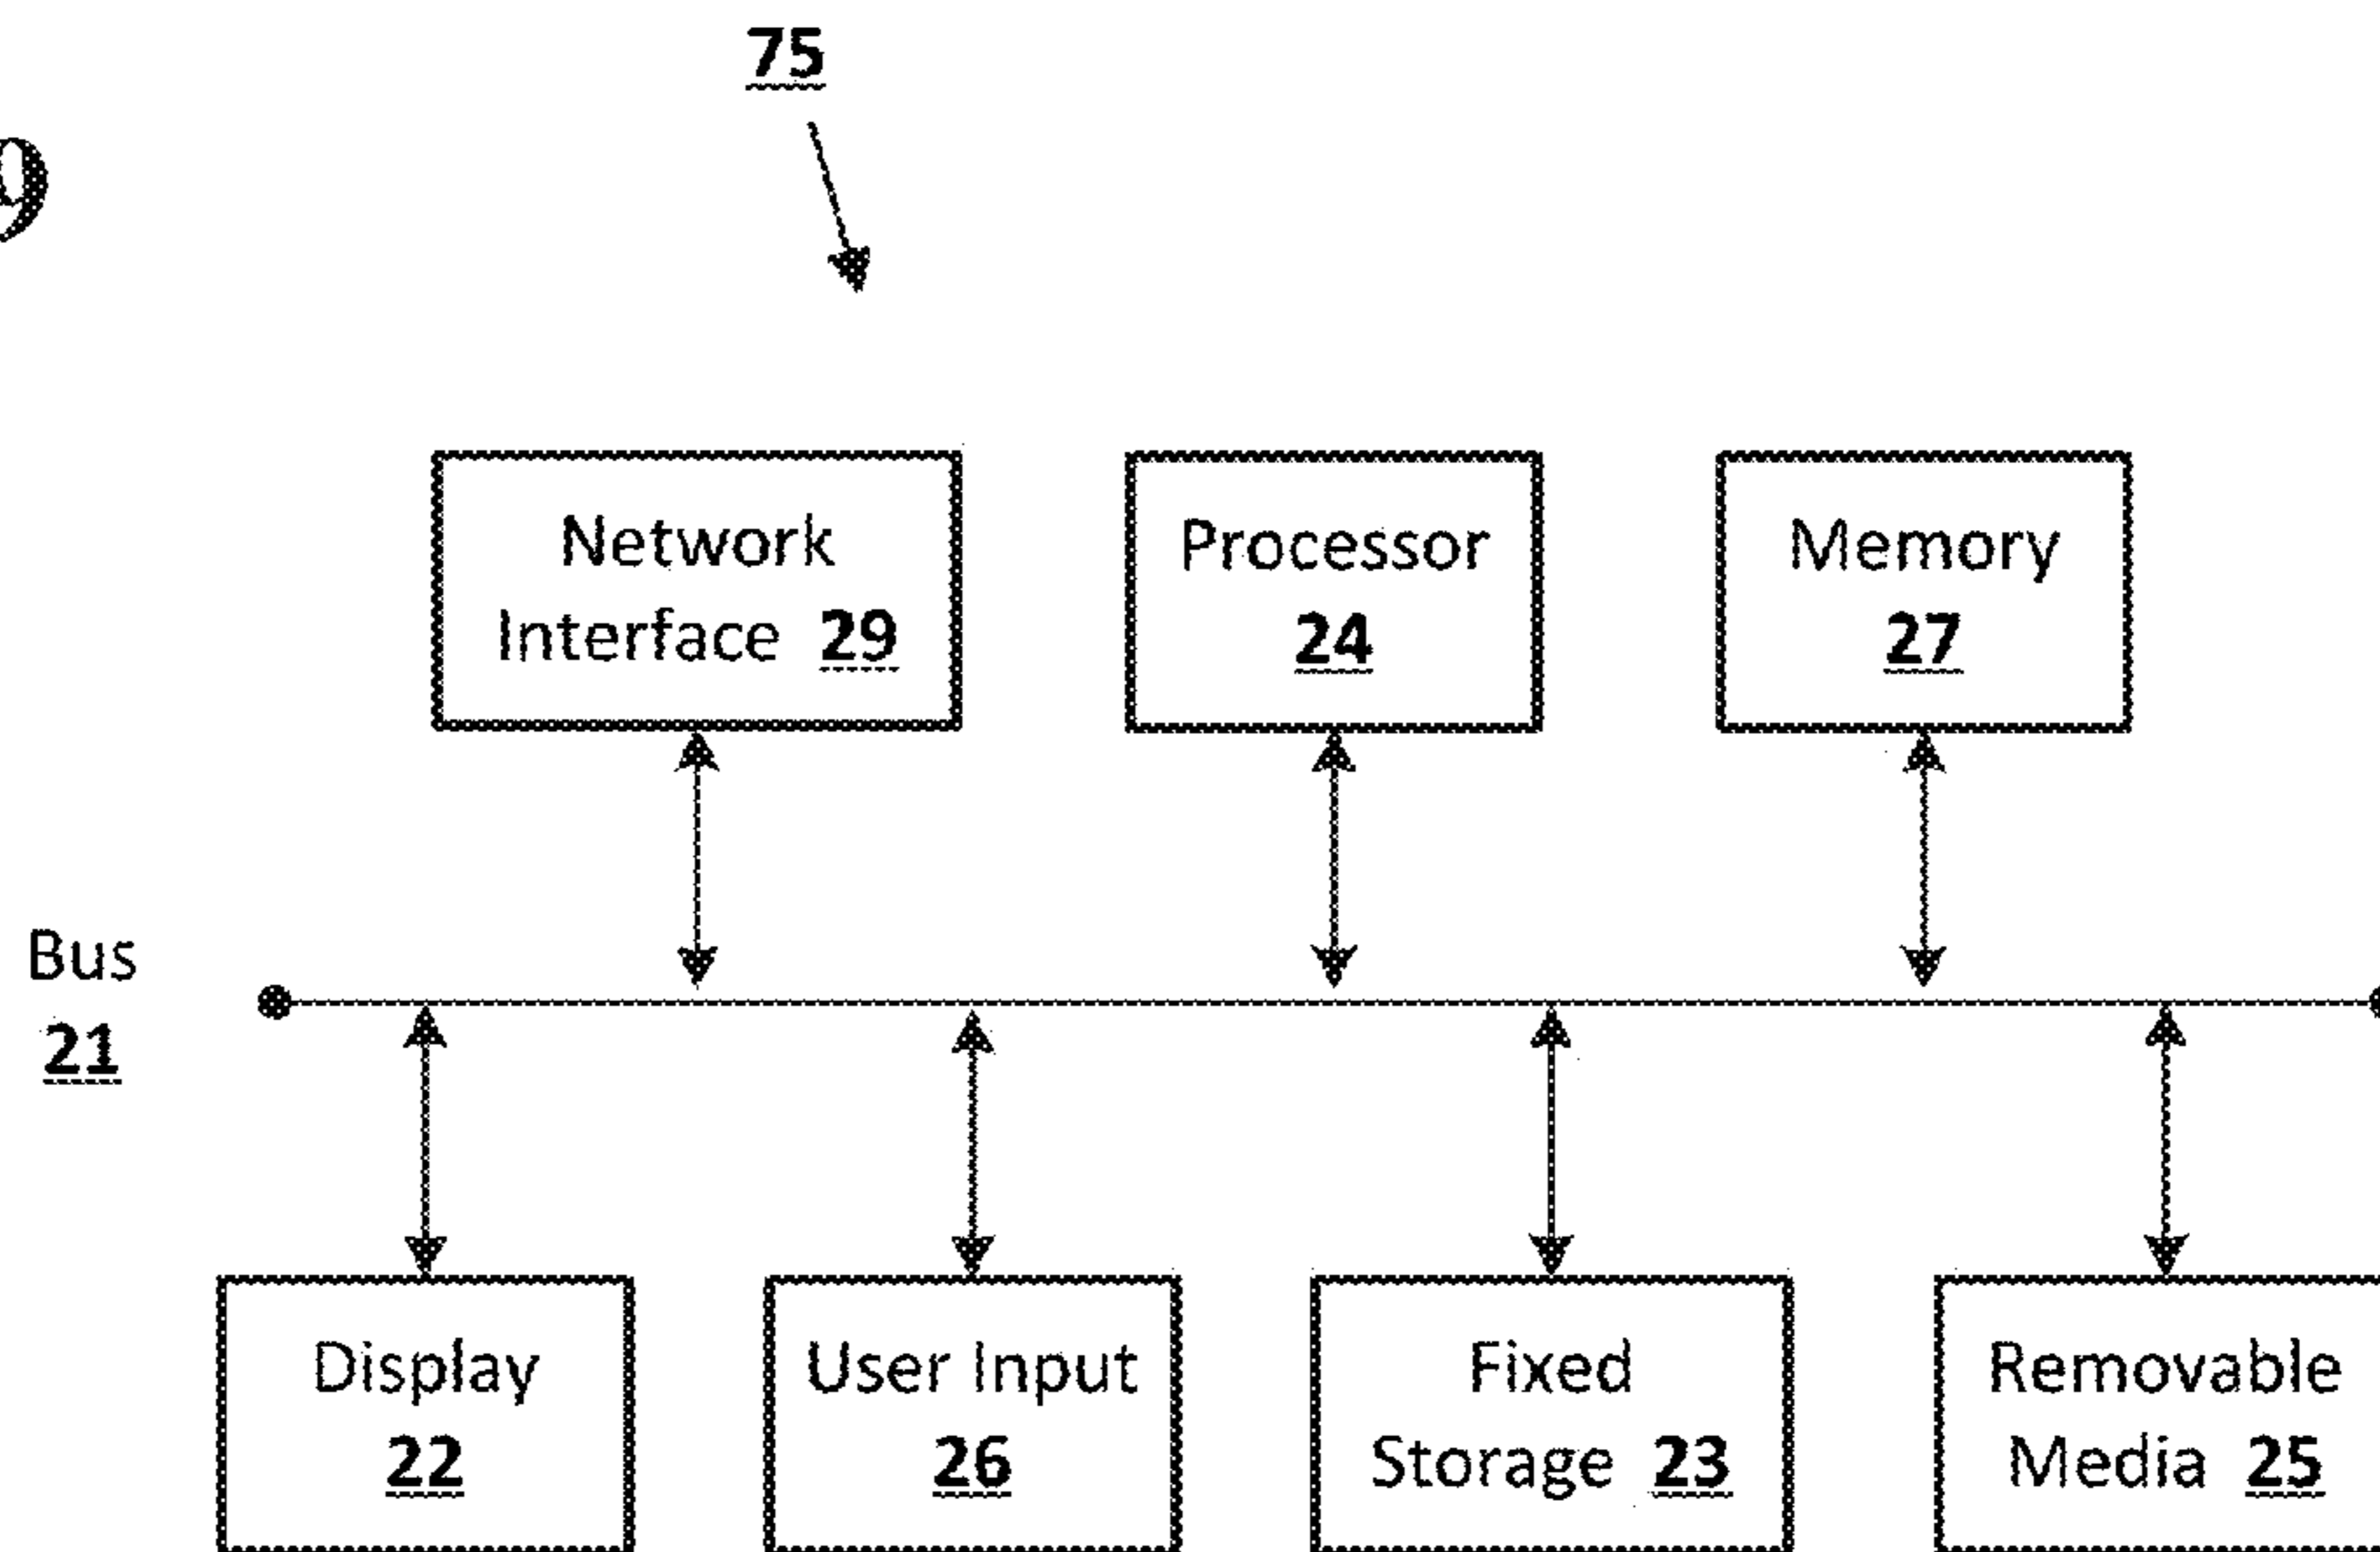 75
9
Network
Interface 29
Processor
24
Memory
27
Bus
21
Display
22
User Input
26
Fixed
Storage 23
Removable
Media 25